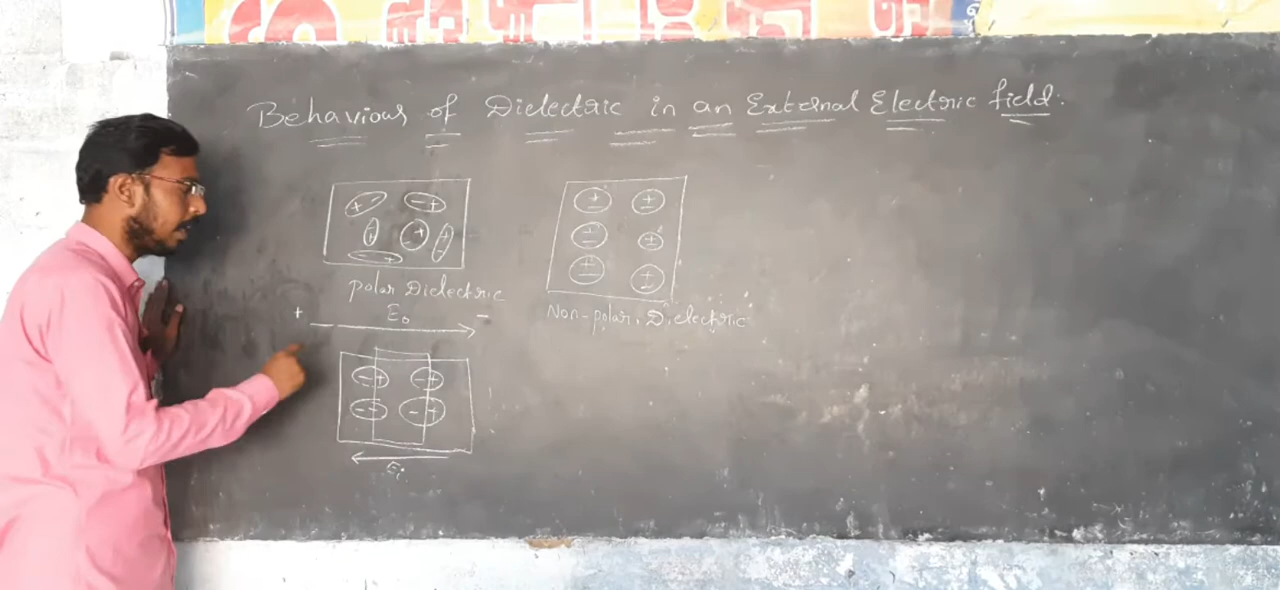 Behaviour of Dielectric in an External Electric field.
polar Dielectric
Non-polar Dielectric
+ E₀ -
Ei